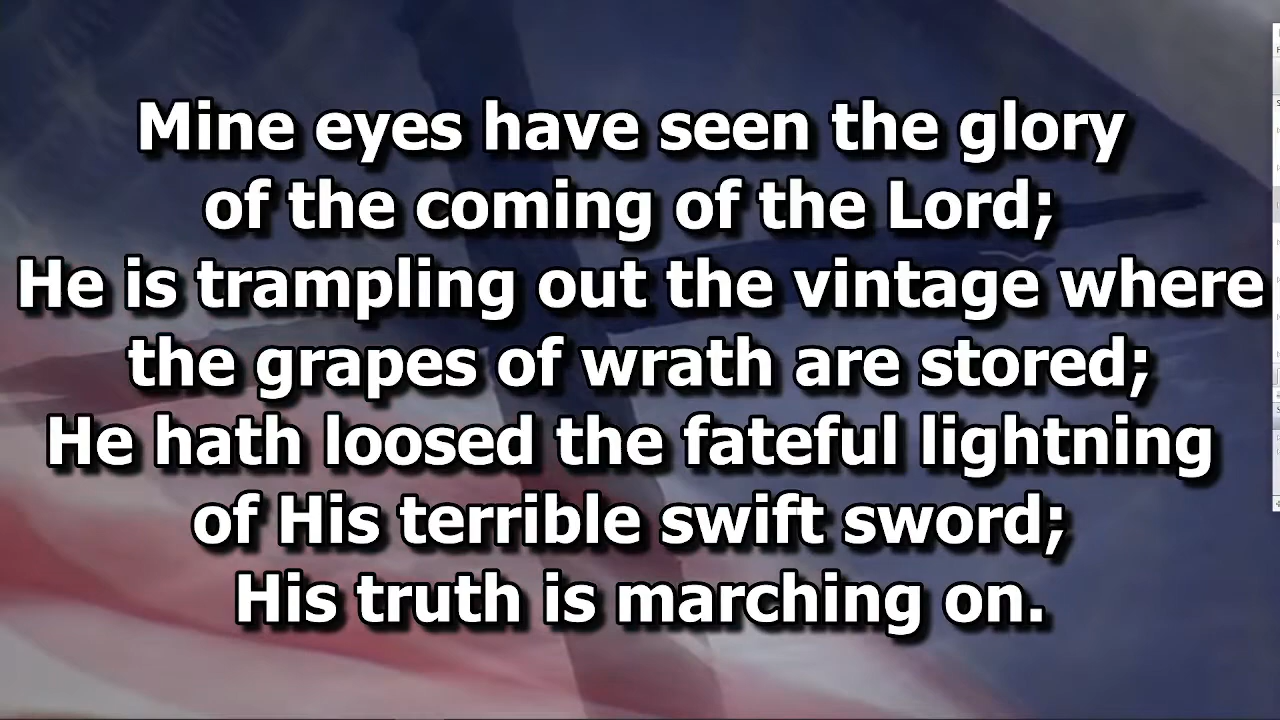 Mine eyes have seen the glory
of the coming of the Lord;
He is trampling out the vintage where
the grapes of wrath are stored;
He hath loosed the fateful lightning
of His terrible swift sword;
His truth is marching on.